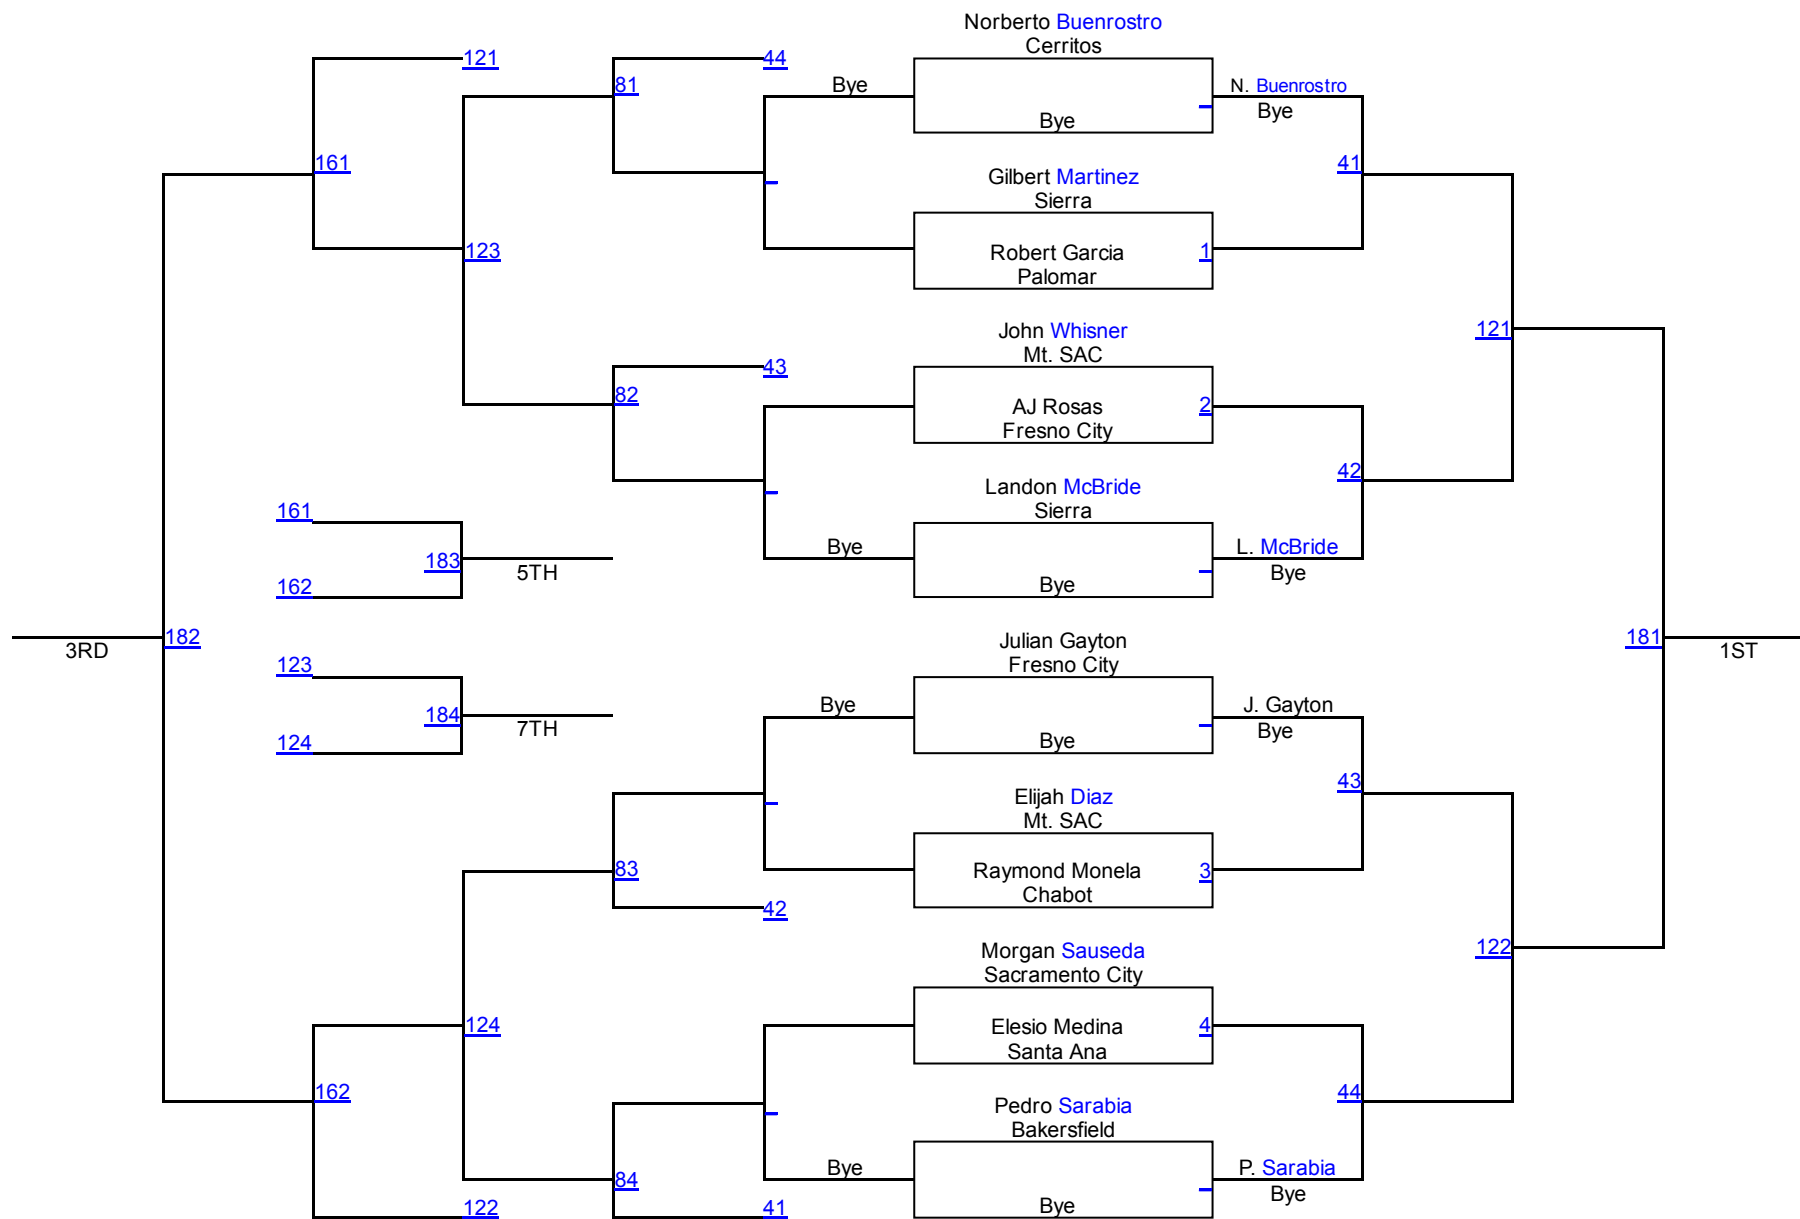 Norberto Buenrostro
Cerritos
121
44
81
Bye
N. Buenrostro
Bye
Bye
161
41
Gilbert Martinez
Sierra
123
Robert Garcia
1
Palomar
John Whisner
121
Mt. SAC
43
82
AJ Rosas
2
Fresno City
42
Landon McBride
161
Sierra
183
Bye
L. McBride
5TH
Bye
Bye
162
182
Julian Gayton
181
3RD
Fresno City
1ST
123
Bye
J. Gayton
184
7TH
Bye
Bye
124
43
Elijah Diaz
Mt. SAC
83
Raymond Monela
3
Chabot
42
Morgan Sauseda
122
Sacramento City
124
Elesio Medina
4
Santa Ana
162
44
Pedro Sarabia
Bakersfield
84
Bye
P. Sarabia
Bye
Bye
122
41